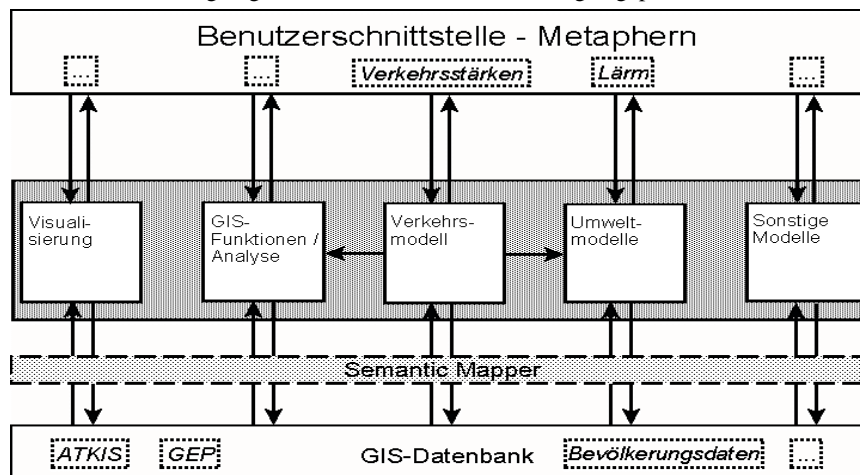 Benutzerschnittstelle - Metaphern
... ... Verkehrsstärken Lärm ...
Visuali-
sierung
GIS-
Funktionen /
Analyse
Verkehrs-
modell
Umwelt-
modelle
Sonstige
Modelle
Semantic Mapper
ATKIS GEP GIS-Datenbank Bevölkerungsdaten ...